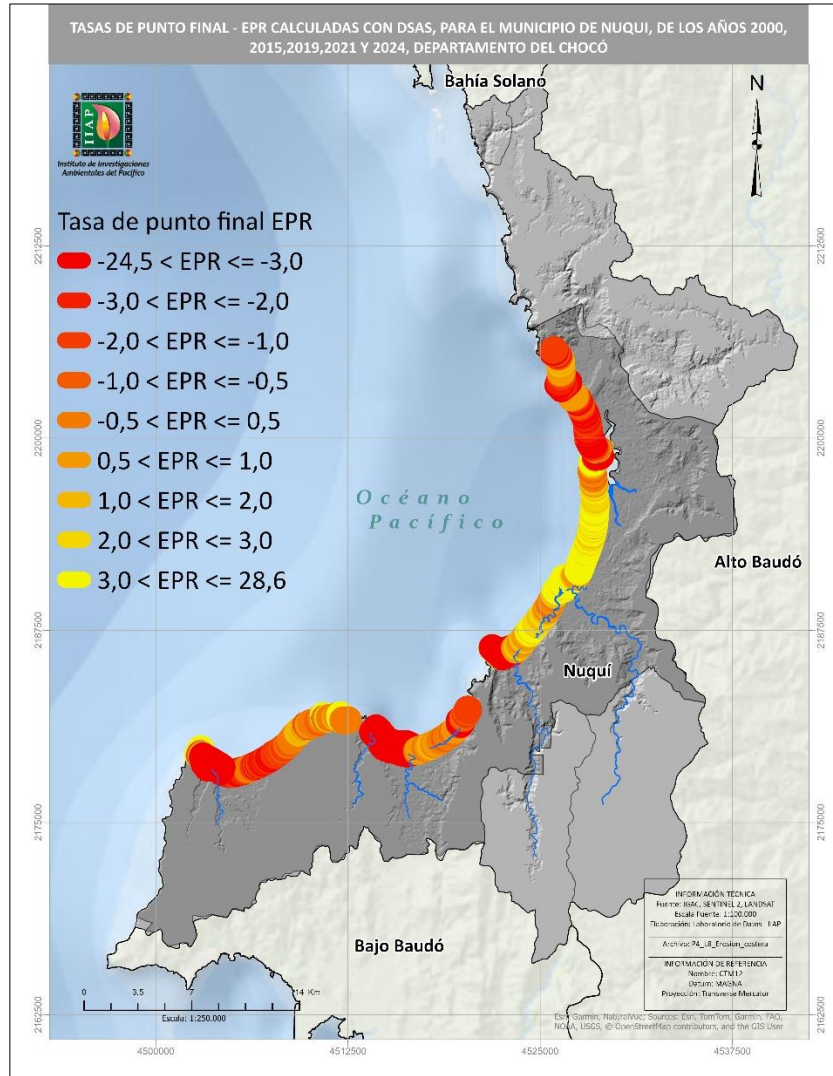 TASAS DE PUNTO FINAL - EPR CALCULADAS CON DSAS, PARA EL MUNICIPIO DE NUQUI, DE LOS AÑOS 2000,
2015,2019,2021 Y 2024, DEPARTAMENTO DEL CHOCÓ
Bahía Solano
N
IIAP
Instituto de Investigaciones
Ambientales del Pacífico
Tasa de punto final EPR
-24,5 < EPR <= -3,0
-3,0 < EPR <= -2,0
-2,0 < EPR <= -1,0
-1,0 < EPR <= -0,5
-0,5 < EPR <= 0,5
0,5 < EPR <= 1,0
1,0 < EPR <= 2,0
2,0 < EPR <= 3,0
3,0 < EPR <= 28,6
Océano
Pacífico
Alto Baudó
Nuquí
Bajo Baudó
2212500
2200000
2187500
2175000
2162500
2212500
2200000
2187500
2175000
2162500
INFORMACIÓN TÉCNICA
Fuente: IGAC, SENTINEL 2, LANDSAT
Escala Fuente: 1:100.000
Elaboración: Laboratorio de Datos IIAP
Archivo: P4_L8_Erosion_costera
INFORMACIÓN DE REFERENCIA
Nombre: CTM12
Datum: MAGNA
Proyección: Transverse Mercator
0 3,5 7 14 Km
Escala: 1:250.000
Esri, Garmin, NaturalVue; Sources: Esri, TomTom, Garmin, FAO,
NOAA, USGS, © OpenStreetMap contributors, and the GIS User
4500000 4512500 4525000 4537500